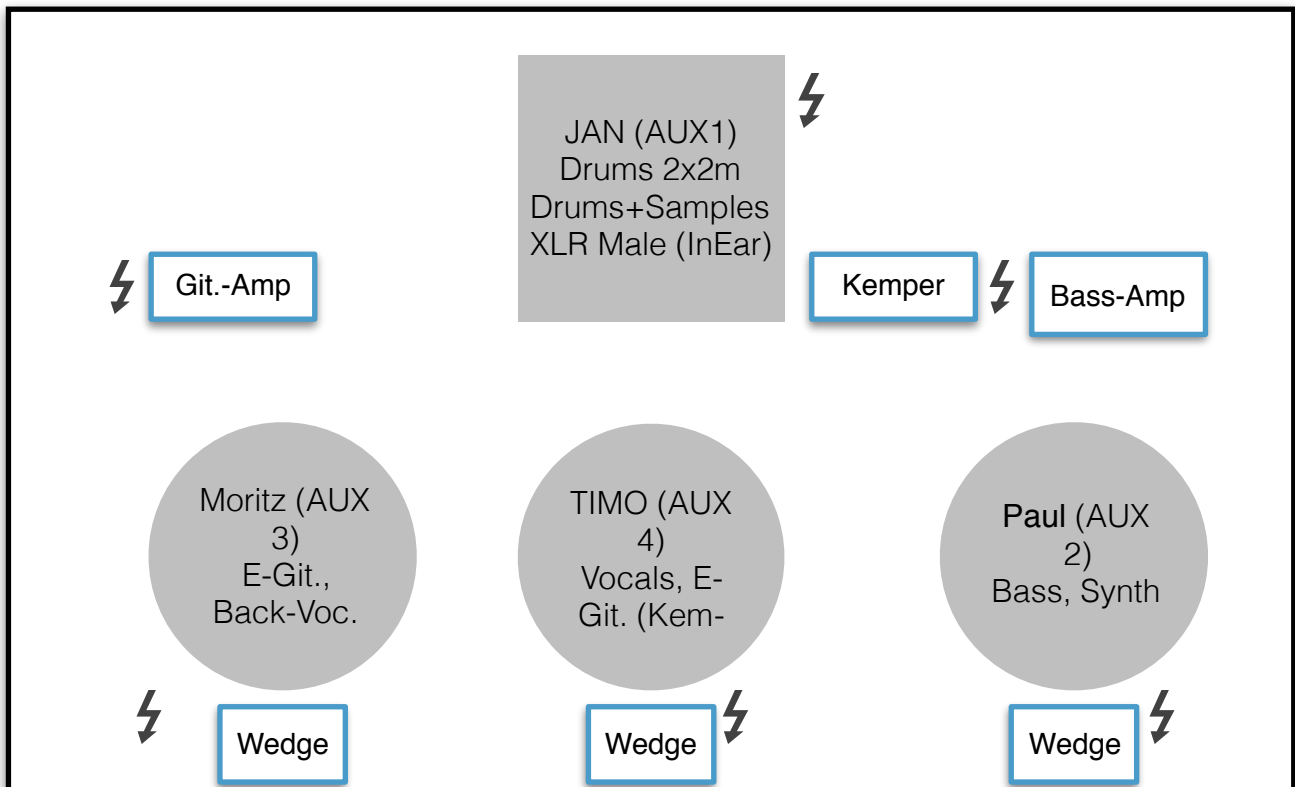 JAN (AUX1)
Drums 2x2m
Drums+Samples
XLR Male (InEar)
Git.-Amp
Kemper
Bass-Amp
Moritz (AUX
3)
E-Git.,
Back-Voc.
TIMO (AUX
4)
Vocals, E-
Git. (Kem-
Paul (AUX
2)
Bass, Synth
Wedge
Wedge
Wedge